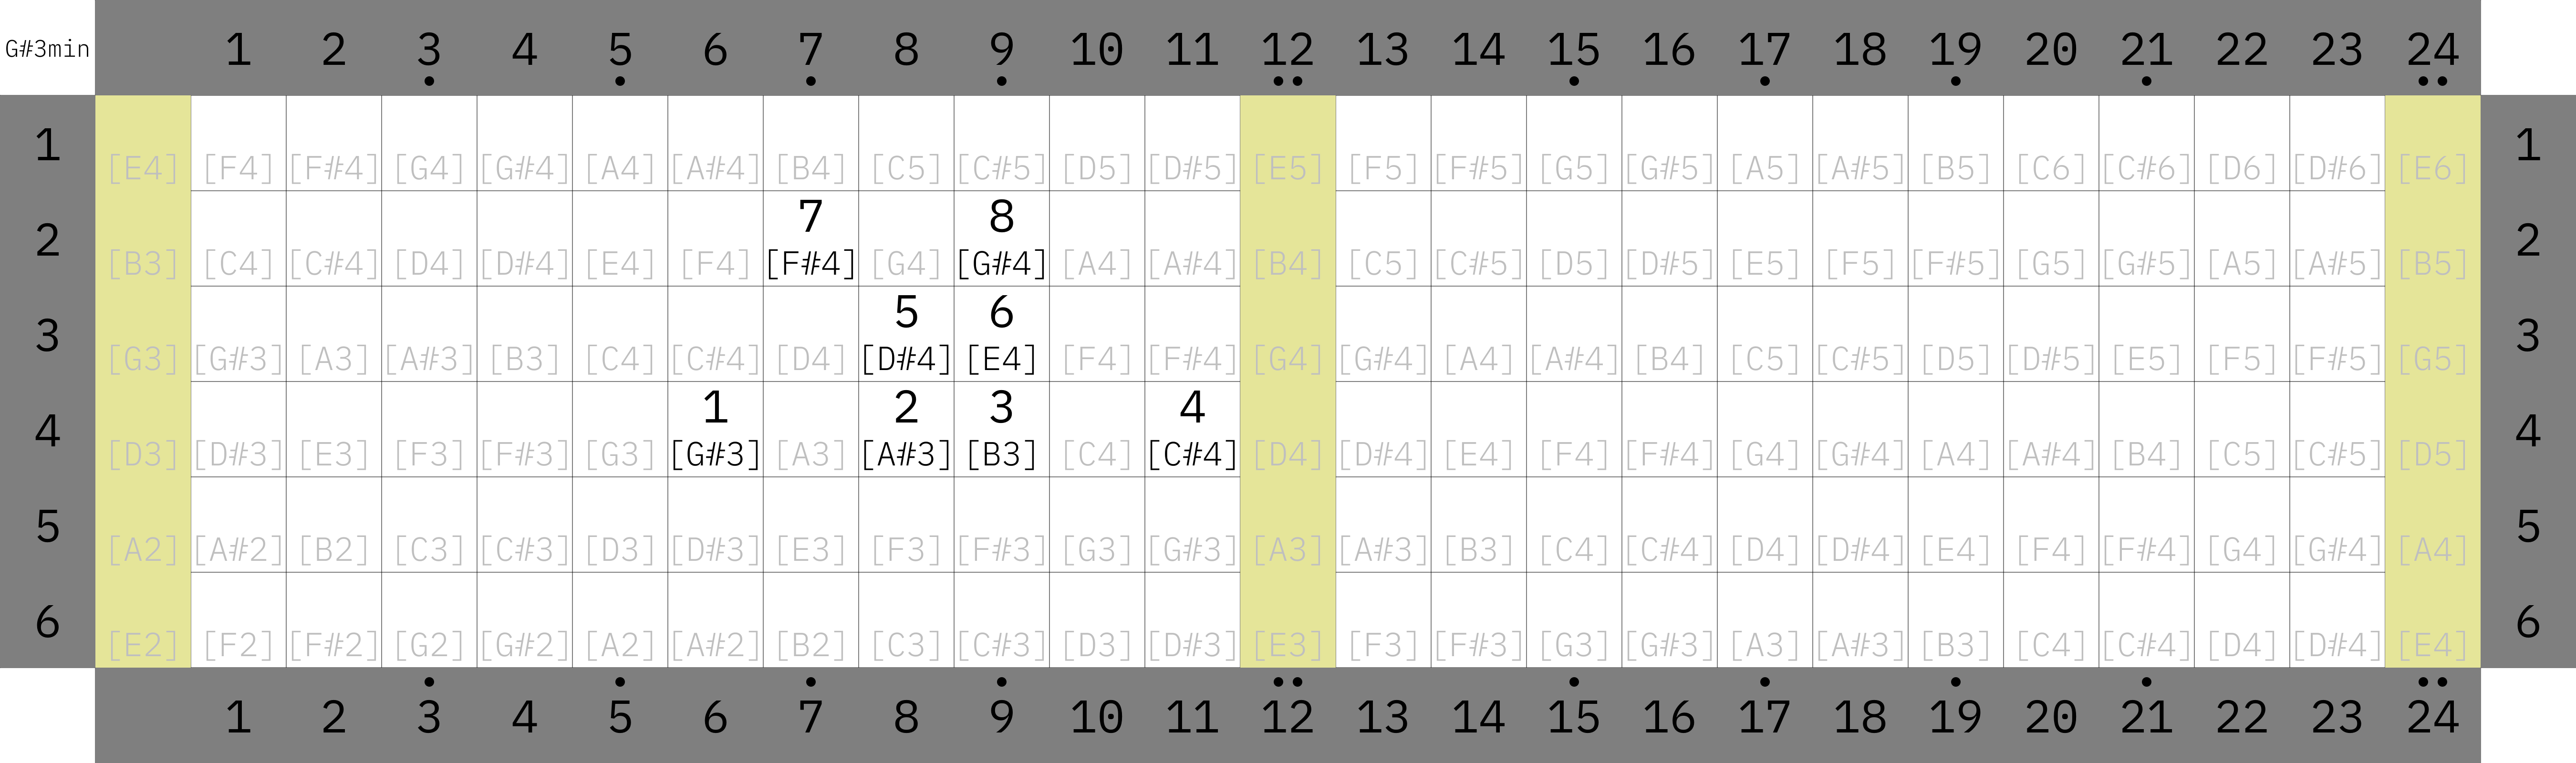 G#3min 1 2 3 4 5 6 7 8 9 10 11 12 13 14 15 16 17 18 19 20 21 22 23 24
1 [E4] [F4] [F#4] [G4] [G#4] [A4] [A#4] [B4] [C5] [C#5] [D5] [D#5] [E5] [F5] [F#5] [G5] [G#5] [A5] [A#5] [B5] [C6] [C#6] [D6] [D#6] [E6] 1
7 8
2 [B3] [C4] [C#4] [D4] [D#4] [E4] [F4] [F#4] [G4] [G#4] [A4] [A#4] [B4] [C5] [C#5] [D5] [D#5] [E5] [F5] [F#5] [G5] [G#5] [A5] [A#5] [B5] 2
5 6
3 [G3] [G#3] [A3] [A#3] [B3] [C4] [C#4] [D4] [D#4] [E4] [F4] [F#4] [G4] [G#4] [A4] [A#4] [B4] [C5] [C#5] [D5] [D#5] [E5] [F5] [F#5] [G5] 3
1 2 3 4
4 [D3] [D#3] [E3] [F3] [F#3] [G3] [G#3] [A3] [A#3] [B3] [C4] [C#4] [D4] [D#4] [E4] [F4] [F#4] [G4] [G#4] [A4] [A#4] [B4] [C5] [C#5] [D5] 4
5 [A2] [A#2] [B2] [C3] [C#3] [D3] [D#3] [E3] [F3] [F#3] [G3] [G#3] [A3] [A#3] [B3] [C4] [C#4] [D4] [D#4] [E4] [F4] [F#4] [G4] [G#4] [A4] 5
6 [E2] [F2] [F#2] [G2] [G#2] [A2] [A#2] [B2] [C3] [C#3] [D3] [D#3] [E3] [F3] [F#3] [G3] [G#3] [A3] [A#3] [B3] [C4] [C#4] [D4] [D#4] [E4] 6
1 2 3 4 5 6 7 8 9 10 11 12 13 14 15 16 17 18 19 20 21 22 23 24